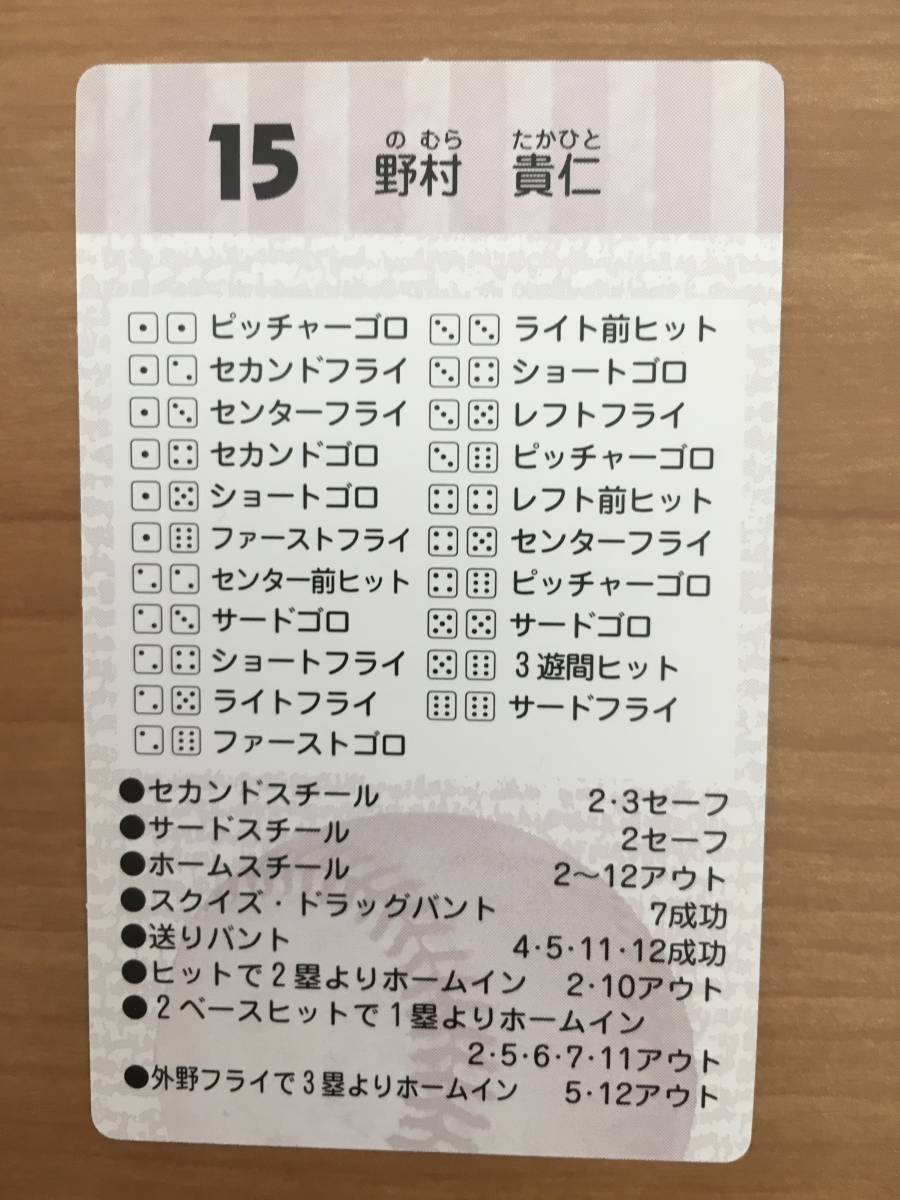 15 野村 貴仁
のむら たかひと
ピッチャーゴロ
セカンドフライ
センターフライ
セカンドゴロ
ショートゴロ
ファーストフライ
センター前ヒット
サードゴロ
ショートフライ
ライトフライ
ファーストゴロ
ライト前ヒット
ショートゴロ
レフトフライ
ピッチャーゴロ
レフト前ヒット
センターフライ
ピッチャーゴロ
サードゴロ
3遊間ヒット
サードフライ
●セカンドスチール 2・3セーフ
●サードスチール 2セーフ
●ホームスチール 2〜12アウト
●スクイズ・ドラッグバント 7成功
●送りバント 4・5・11・12成功
●ヒットで2塁よりホームイン 2・10アウト
●2ベースヒットで1塁よりホームイン
2・5・6・7・11アウト
●外野フライで3塁よりホームイン 5・12アウト